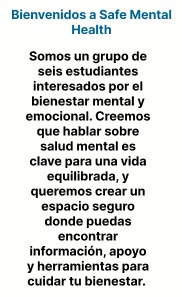 Bienvenidos a Safe Mental
Health
Somos un grupo de
seis estudiantes
interesados por el
bienestar mental y
emocional. Creemos
que hablar sobre
salud mental es
clave para una vida
equilibrada, y
queremos crear un
espacio seguro
donde puedas
encontrar
información, apoyo
y herramientas para
cuidar tu bienestar.